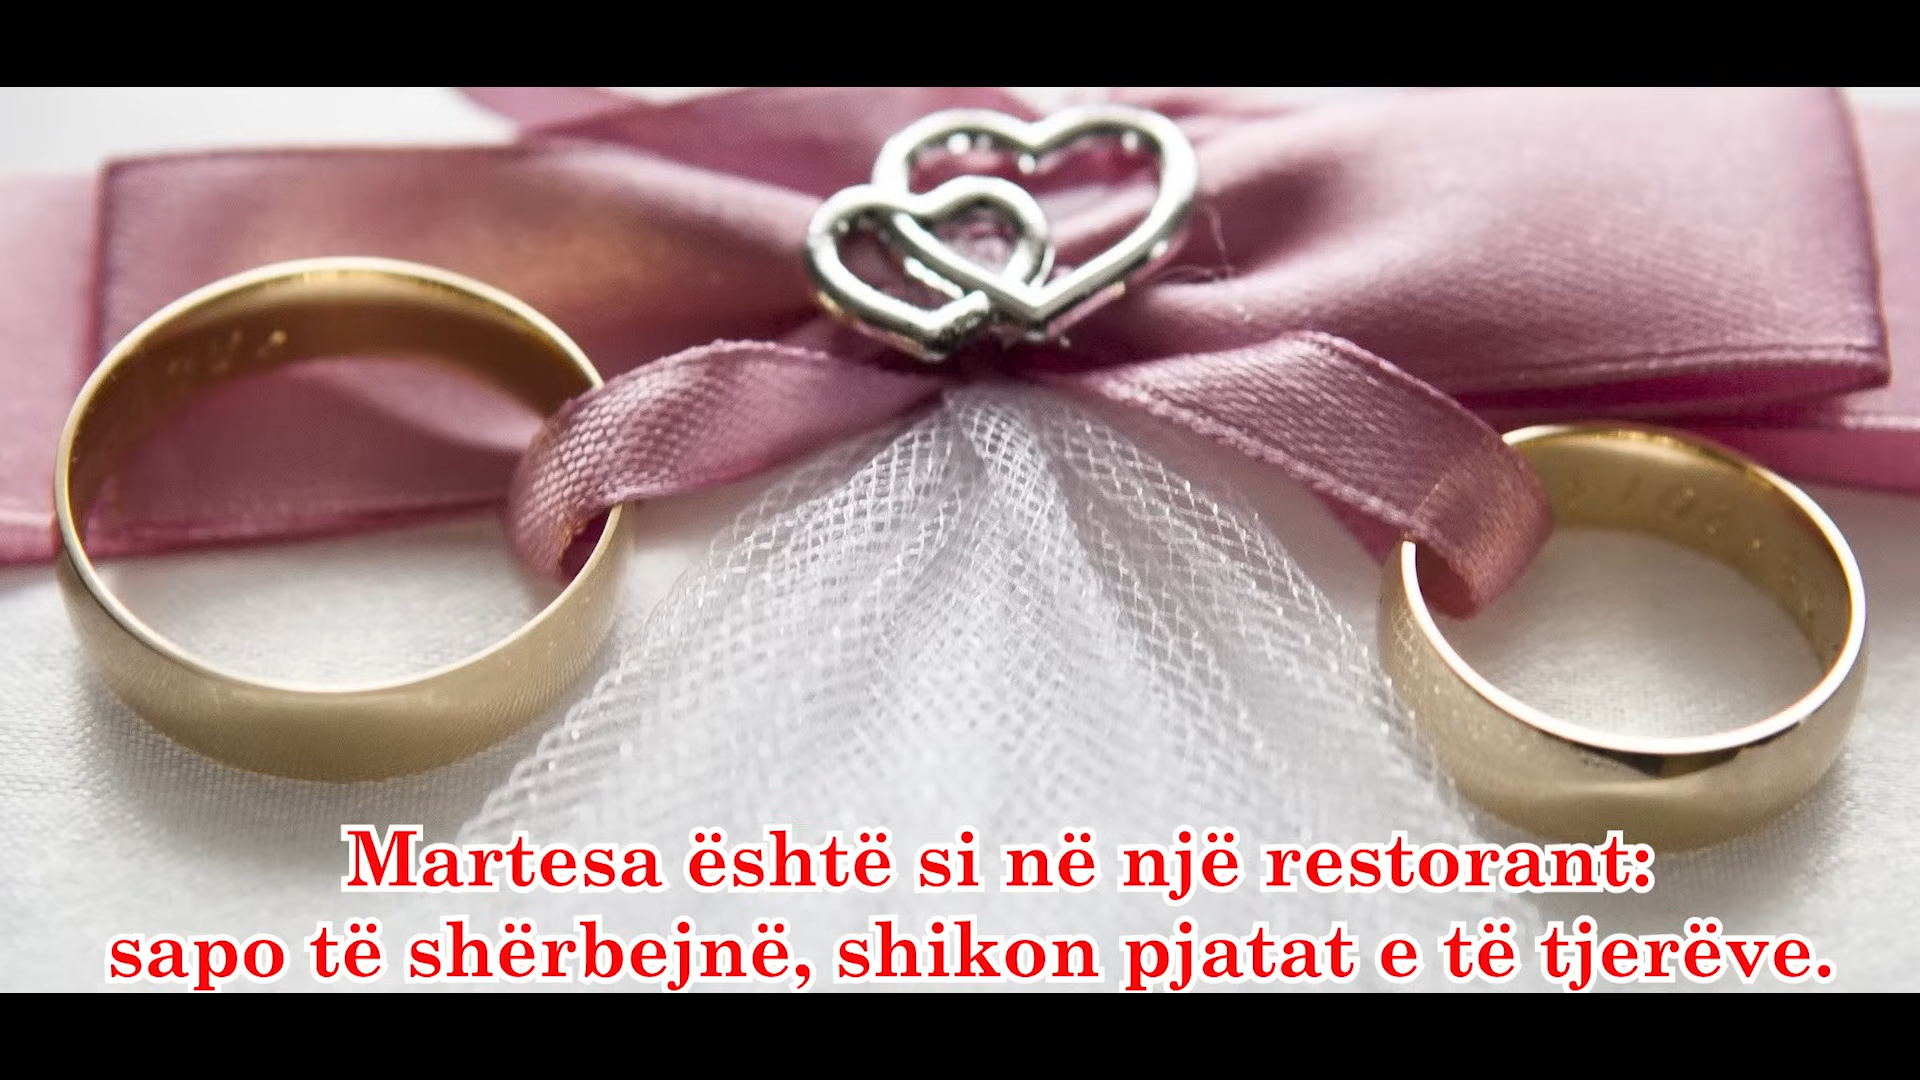 Martesa është si në një restorant:
sapo të shërbejnë, shikon pjatat e të tjerëve.